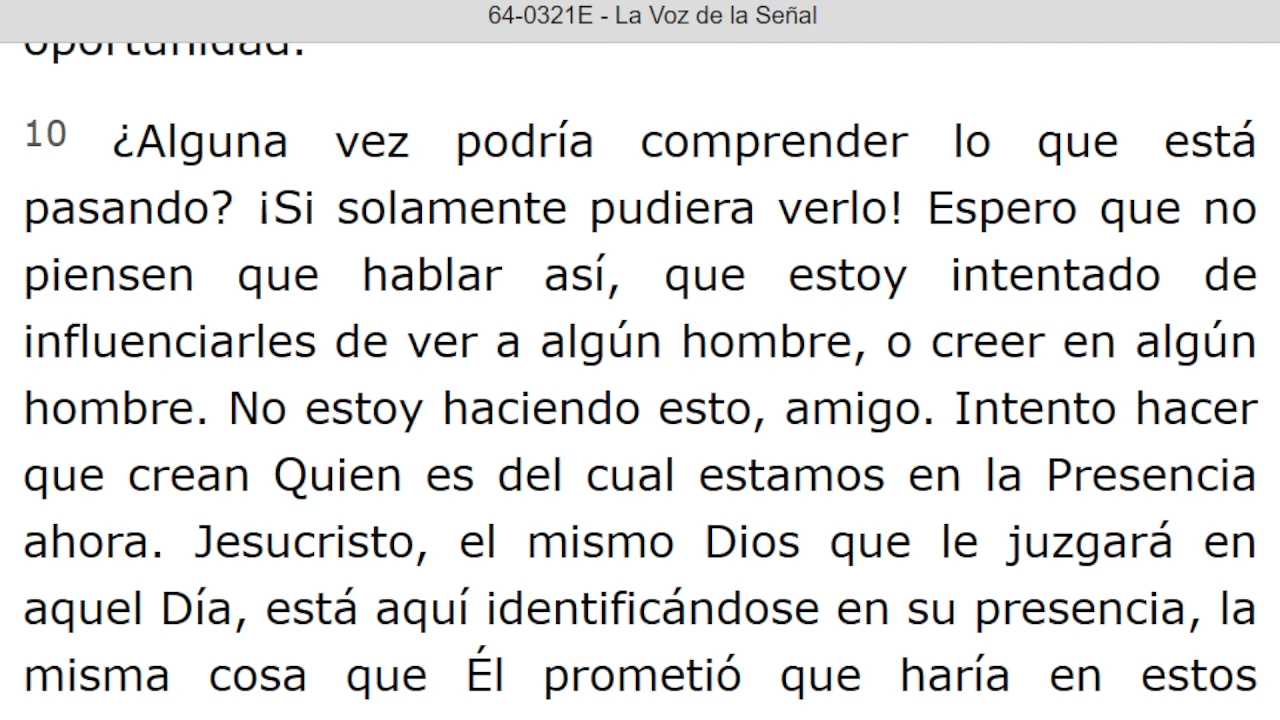 64-0321E - La Voz de la Señal
oportunidad.
10 ¿Alguna vez podría comprender lo que está
pasando? ¡Si solamente pudiera verlo! Espero que no
piensen que hablar así, que estoy intentado de
influenciarles de ver a algún hombre, o creer en algún
hombre. No estoy haciendo esto, amigo. Intento hacer
que crean Quien es del cual estamos en la Presencia
ahora. Jesucristo, el mismo Dios que le juzgará en
aquel Día, está aquí identificándose en su presencia, la
misma cosa que Él prometió que haría en estos